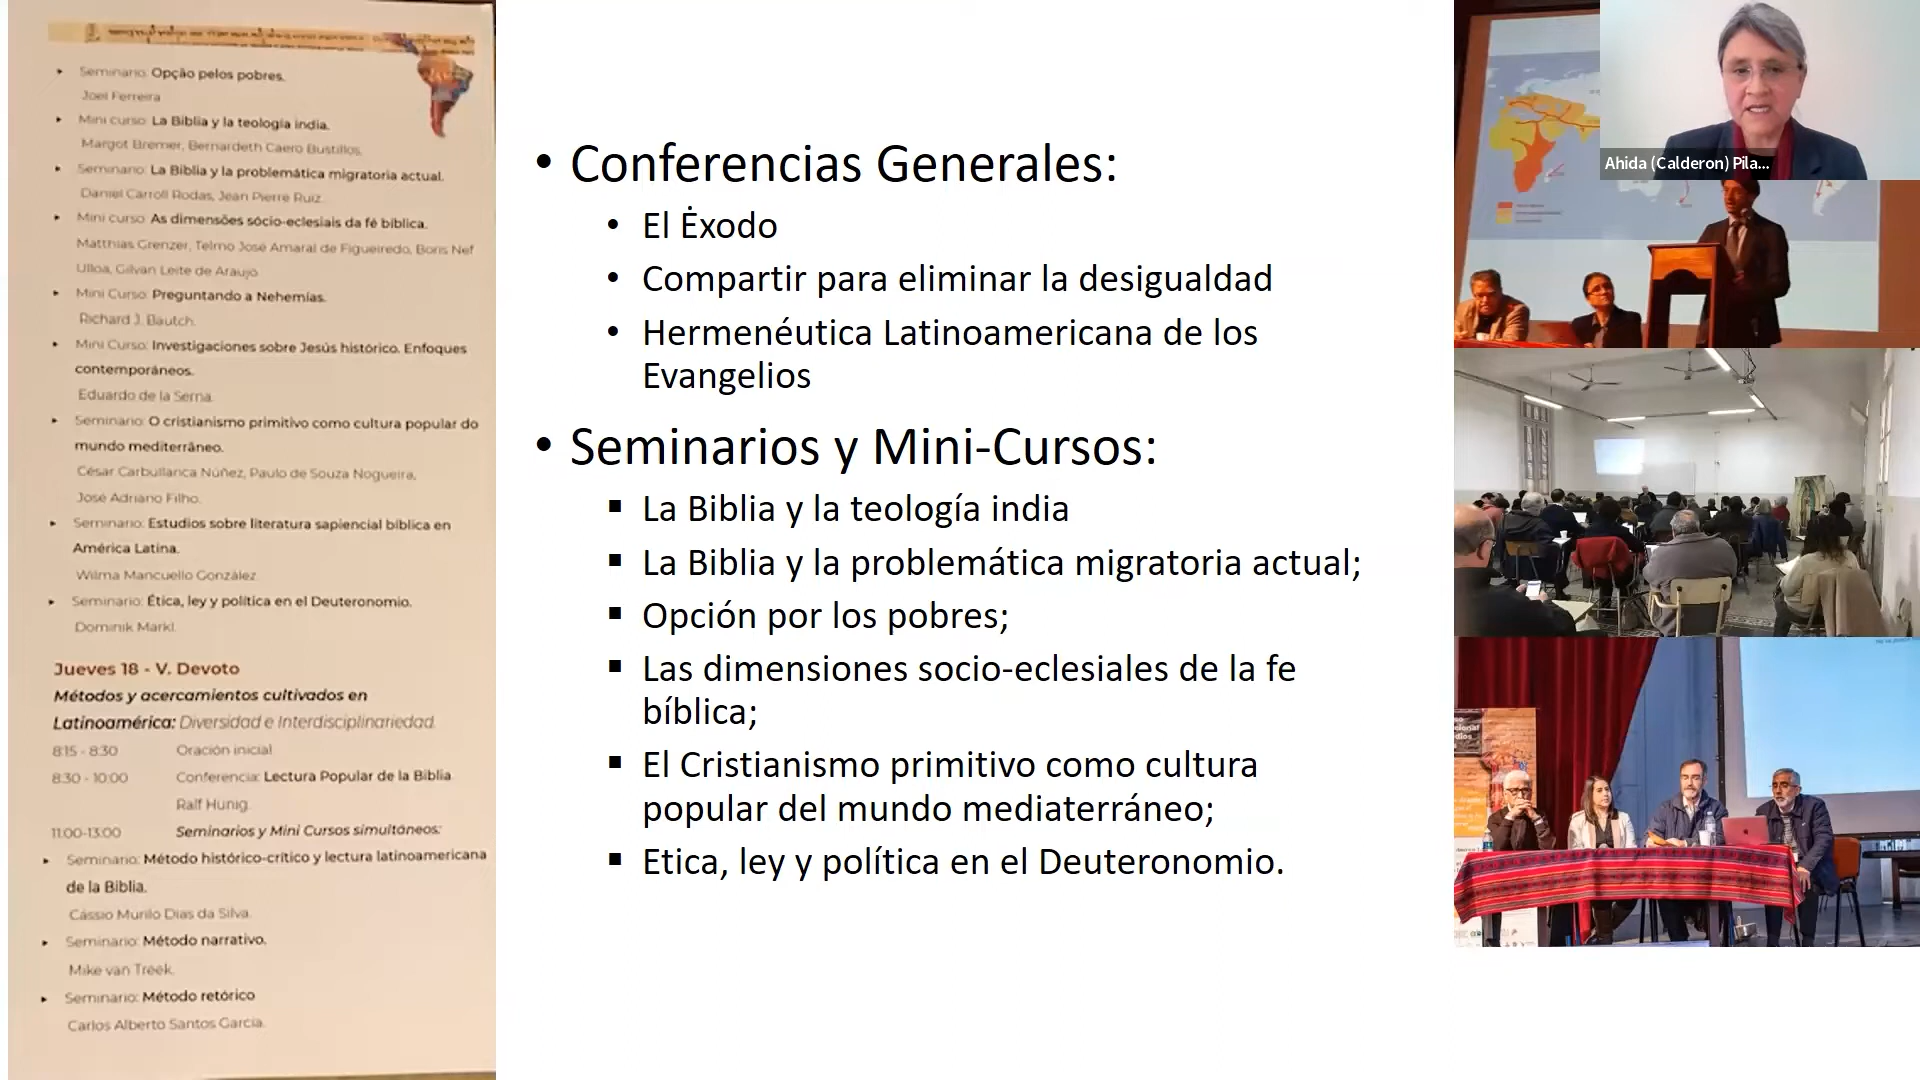 Seminario: Opção pelos pobres.
Joel Ferreira
Mini curso: La Biblia y la teología india.
Margot Bremer, Bernardeth Caero Bustillos.
Seminario: La Biblia y la problemática migratoria actual.
Daniel Carroll Rodas, Jean Pierre Ruiz.
Mini curso: As dimensões sócio-eclesiais da fé bíblica.
Matthias Grenzer, Telmo José Amaral de Figueiredo, Boris Nef
Ulloa, Gilvan Leite de Araujo
Mini Curso: Preguntando a Nehemías.
Richard J. Bautch.
Mini Curso: Investigaciones sobre Jesús histórico. Enfoques
contemporáneos.
Eduardo de la Serna.
Seminario: O cristianismo primitivo como cultura popular do
mundo mediterrâneo.
César Carbullanca Núñez, Paulo de Souza Nogueira,
José Adriano Filho.
Seminario: Estudios sobre literatura sapiencial bíblica en
América Latina.
Wilma Mancuello González
Seminario: Ética, ley y política en el Deuteronomio.
Dominik Markl.
Jueves 18 - V. Devoto
Métodos y acercamientos cultivados en
Latinoamérica: Diversidad e Interdisciplinariedad.
8:15 - 8:30 Oración inicial
8:30 - 10:00 Conferencia: Lectura Popular de la Biblia
Ralf Hunig.
11:00-13:00 Seminarios y Mini Cursos simultáneos:
Seminario: Método histórico-crítico y lectura latinoamericana
de la Biblia.
Cássio Murilo Dias da Silva.
Seminario: Método narrativo.
Mike van Treek.
Seminario: Método retórico
Carlos Alberto Santos García.
• Conferencias Generales:
• El Ėxodo
• Compartir para eliminar la desigualdad
• Hermenéutica Latinoamericana de los
Evangelios
• Seminarios y Mini-Cursos:
▪ La Biblia y la teología india
▪ La Biblia y la problemática migratoria actual;
▪ Opción por los pobres;
▪ Las dimensiones socio-eclesiales de la fe
bíblica;
▪ El Cristianismo primitivo como cultura
popular del mundo mediaterráneo;
▪ Etica, ley y política en el Deuteronomio.
Ahida (Calderon) Pila...